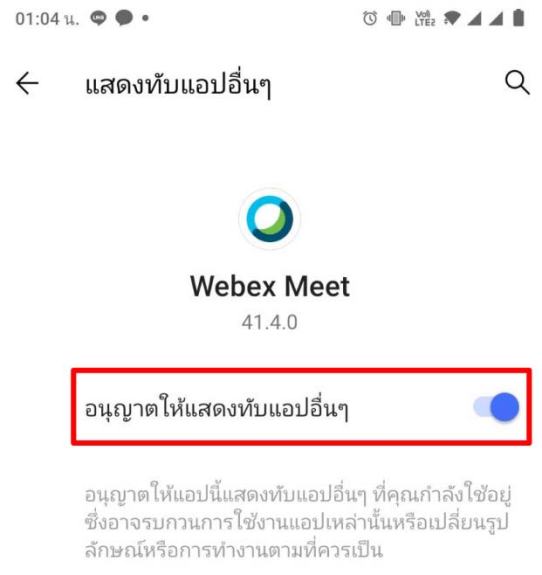 01:04 น.
LTE2
แสดงทับแอปอื่นๆ
Webex Meet
41.4.0
อนุญาตให้แสดงทับแอปอื่นๆ
อนุญาตให้แอปนี้แสดงทับแอปอื่นๆ ที่คุณกำลังใช้อยู่
ซึ่งอาจรบกวนการใช้งานแอปเหล่านั้นหรือเปลี่ยนรูป
ลักษณ์หรือการทำงานตามที่ควรเป็น